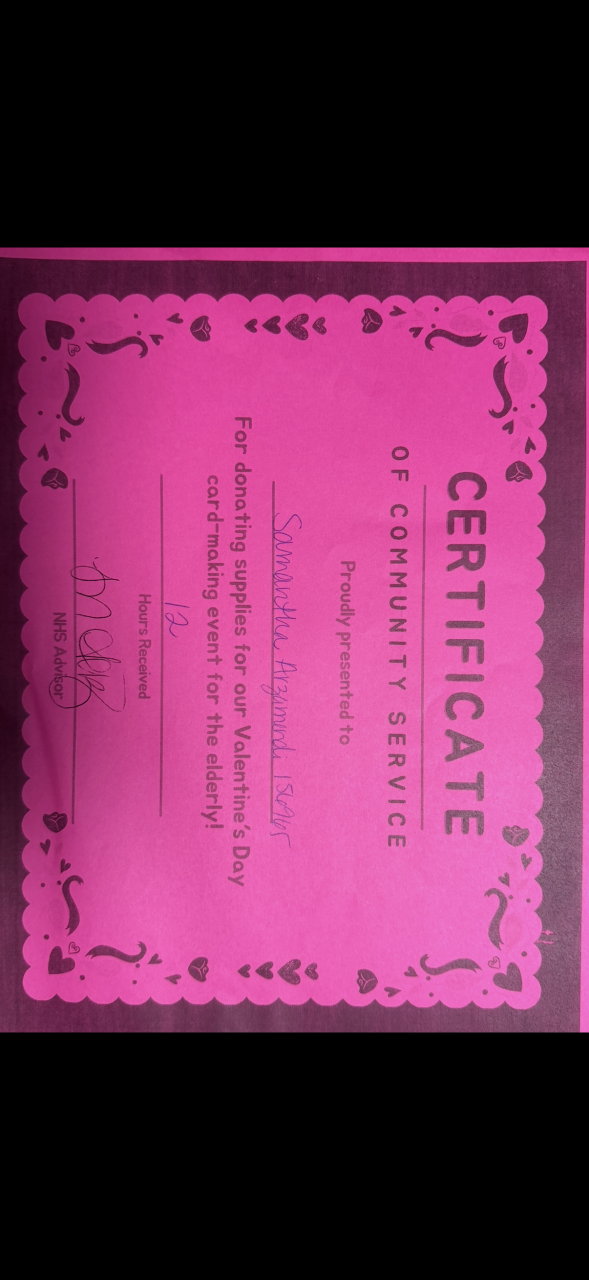 CERTIFICATE
OF COMMUNITY SERVICE
Proudly presented to
Samantha Arzamendi
For donating supplies for our Valentine's Day
card-making event for the elderly!
12
Hours Received
NHS Advisor